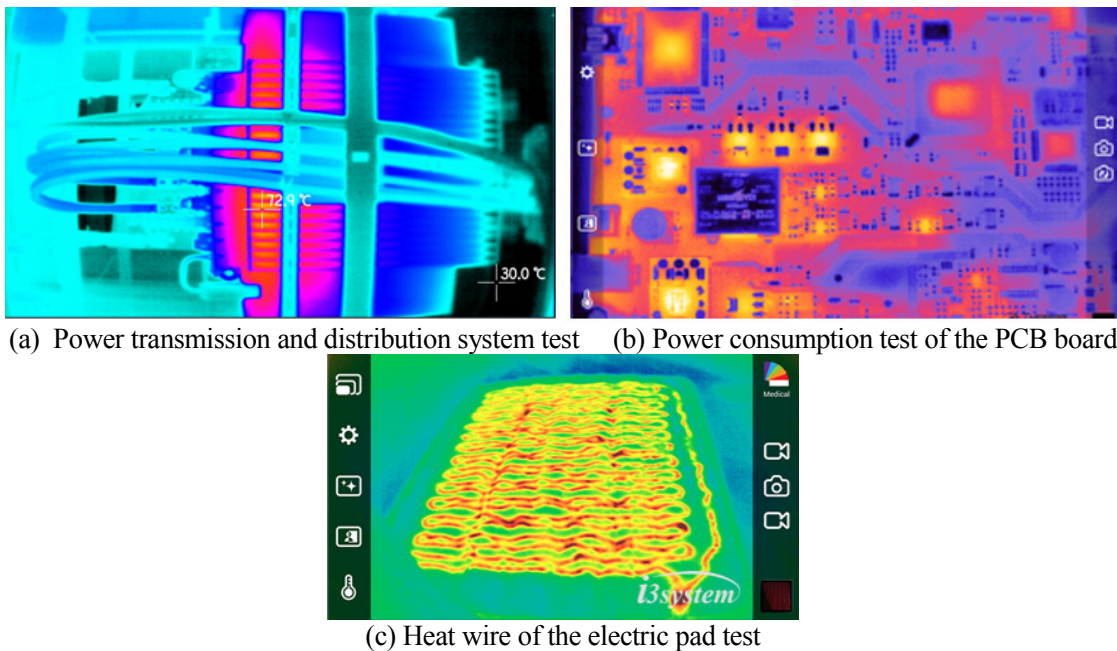 72.9 ℃
30.0 ℃
(a) Power transmission and distribution system test
(b) Power consumption test of the PCB board
Medical
i3system
(c) Heat wire of the electric pad test